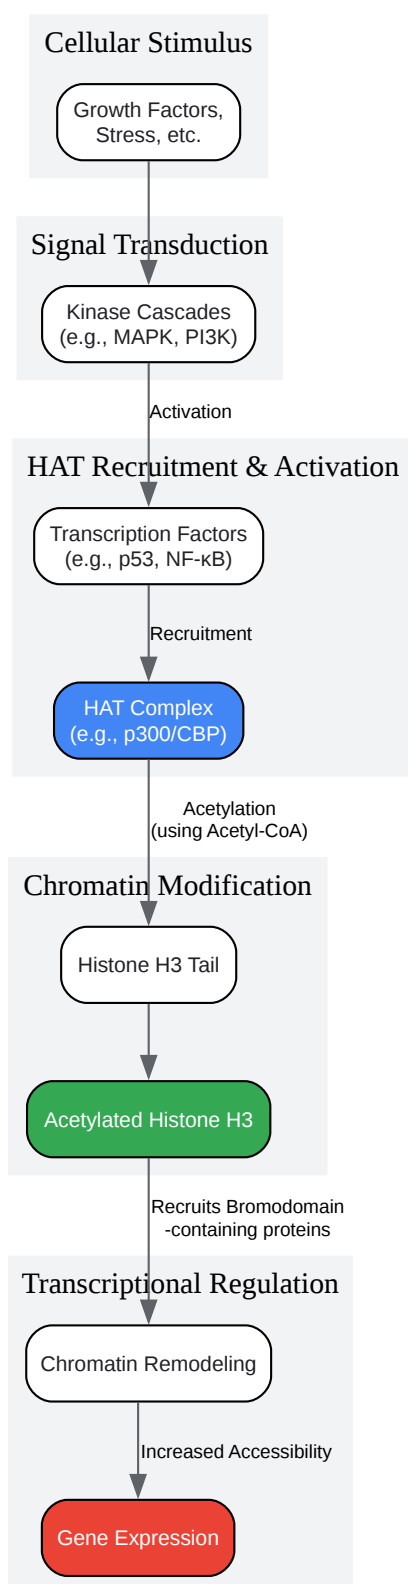 Cellular Stimulus
Growth Factors,
Stress, etc.
Signal Transduction
Kinase Cascades
(e.g., MAPK, PI3K)
Activation
HAT Recruitment & Activation
Transcription Factors
(e.g., p53, NF-κB)
Recruitment
HAT Complex
(e.g., p300/CBP)
Acetylation
(using Acetyl-CoA)
Chromatin Modification
Histone H3 Tail
Acetylated Histone H3
Recruits Bromodomain
-containing proteins
Transcriptional Regulation
Chromatin Remodeling
Increased Accessibility
Gene Expression